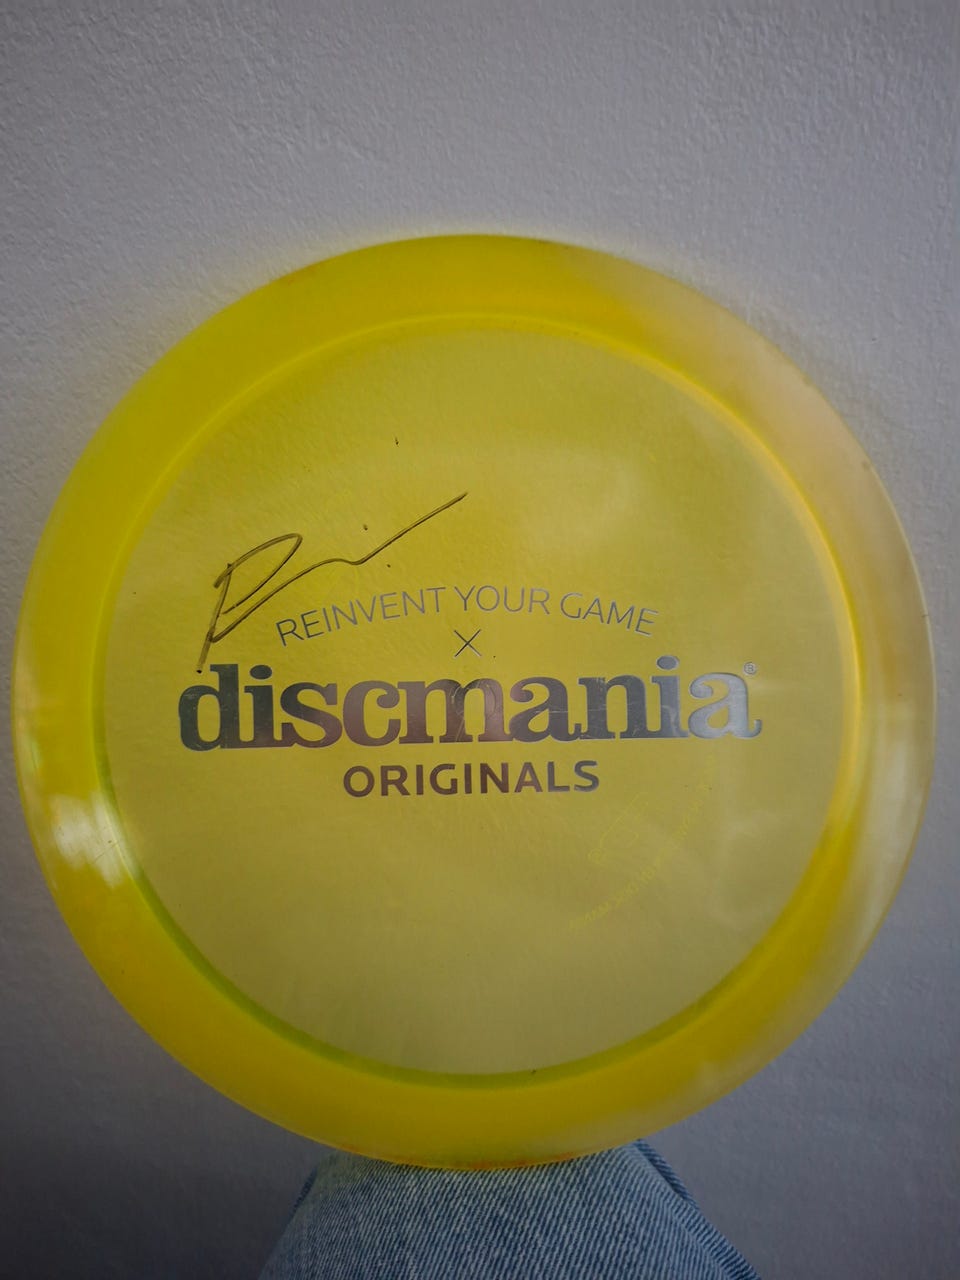 REINVENT YOUR GAME
X
discmania®
ORIGINALS